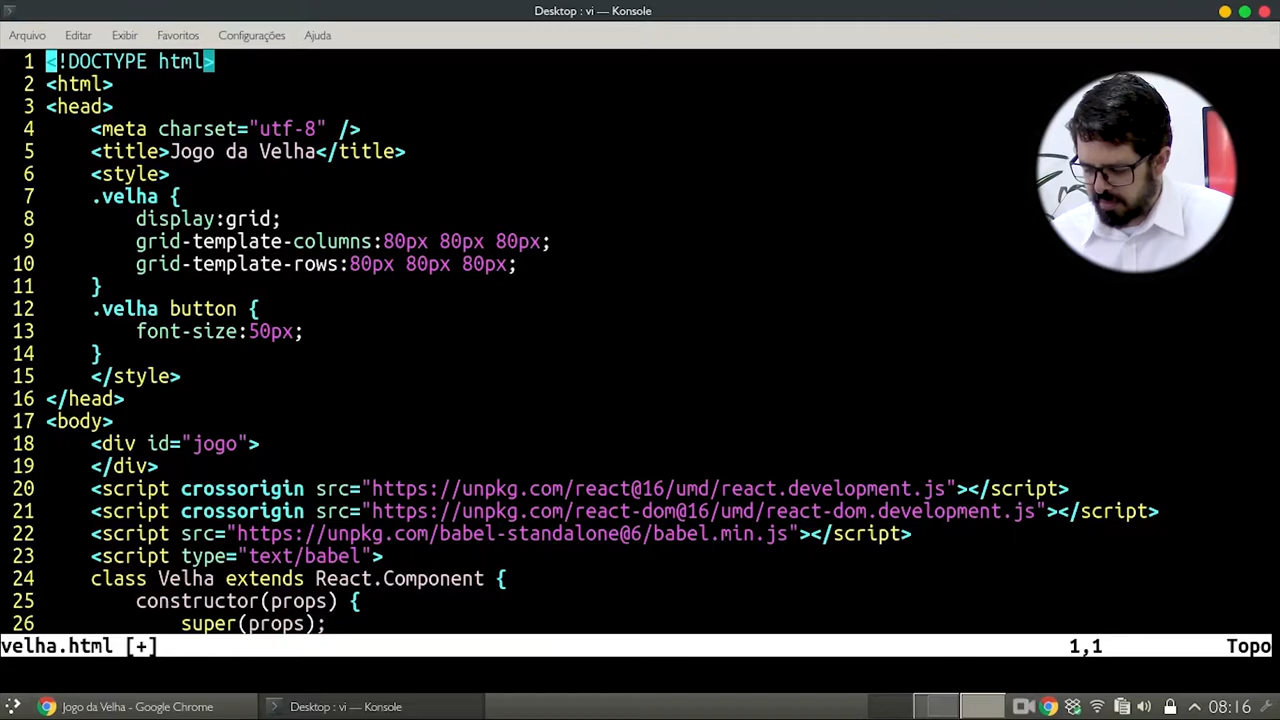 Desktop : vi — Konsole
Arquivo Editar Exibir Favoritos Configurações Ajuda
1 <!DOCTYPE html>
2 <html>
3 <head>
4     <meta charset="utf-8" />
5     <title>Jogo da Velha</title>
6     <style>
7     .velha {
8         display:grid;
9         grid-template-columns:80px 80px 80px;
10         grid-template-rows:80px 80px 80px;
11     }
12     .velha button {
13         font-size:50px;
14     }
15     </style>
16 </head>
17 <body>
18     <div id="jogo">
19     </div>
20     <script crossorigin src="https://unpkg.com/react@16/umd/react.development.js"></script>
21     <script crossorigin src="https://unpkg.com/react-dom@16/umd/react-dom.development.js"></script>
22     <script src="https://unpkg.com/babel-standalone@6/babel.min.js"></script>
23     <script type="text/babel">
24     class Velha extends React.Component {
25         constructor(props) {
26             super(props);
velha.html [+] 1,1 Topo
Jogo da Velha - Google Chrome Desktop : vi — Konsole 08:16